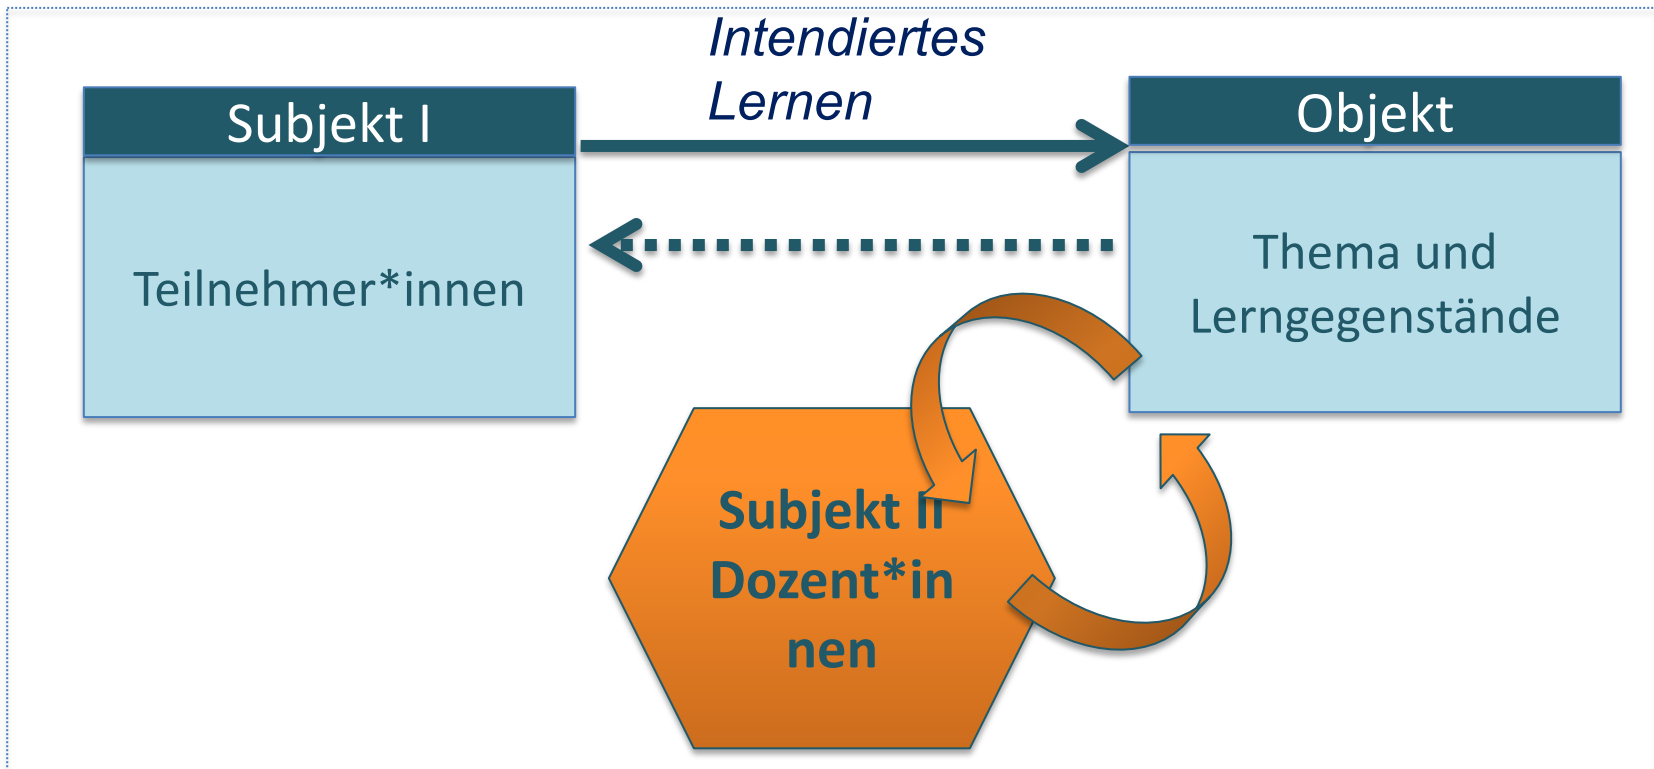 Intendiertes
Lernen
Subjekt I
Objekt
Teilnehmer*innen
Thema und
Lerngegenstände
Subjekt II
Dozent*in
nen